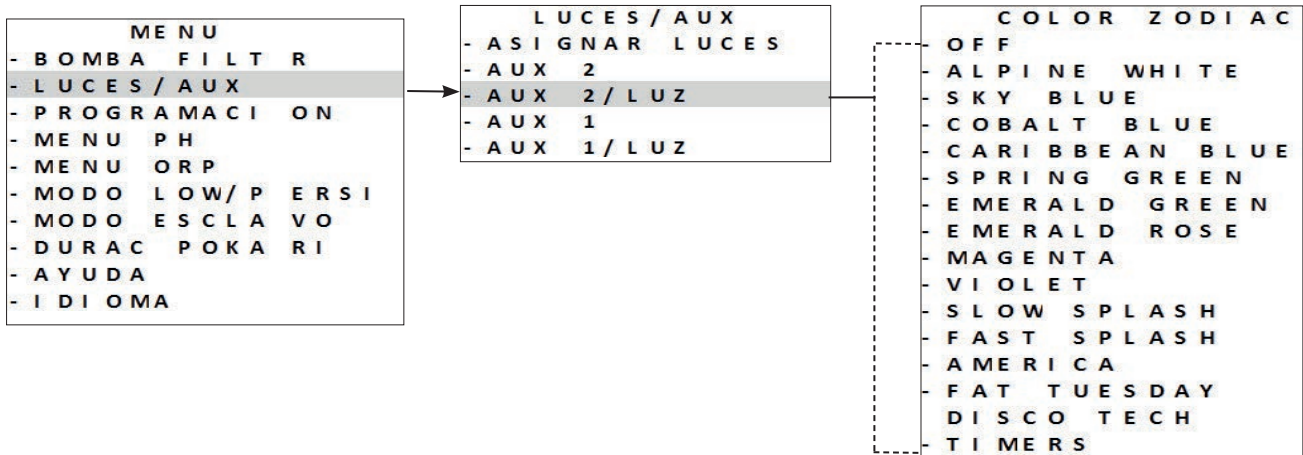 MENU
- BOMBA FILTR
- LUCES/AUX
- PROGRAMACION
- MENU PH
- MENU ORP
- MODO LOW/PERSI
- MODO ESCLAVO
- DURAC POKARI
- AYUDA
- IDIOMA
LUCES/AUX
- ASIGNAR LUCES
- AUX 2
- AUX 2/LUZ
- AUX 1
- AUX 1/LUZ
COLOR ZODIAC
- OFF
- ALPINE WHITE
- SKY BLUE
- COBALT BLUE
- CARIBBEAN BLUE
- SPRING GREEN
- EMERALD GREEN
- EMERALD ROSE
- MAGENTA
- VIOLET
- SLOW SPLASH
- FAST SPLASH
- AMERICA
- FAT TUESDAY
DISCO TECH
- TIMERS